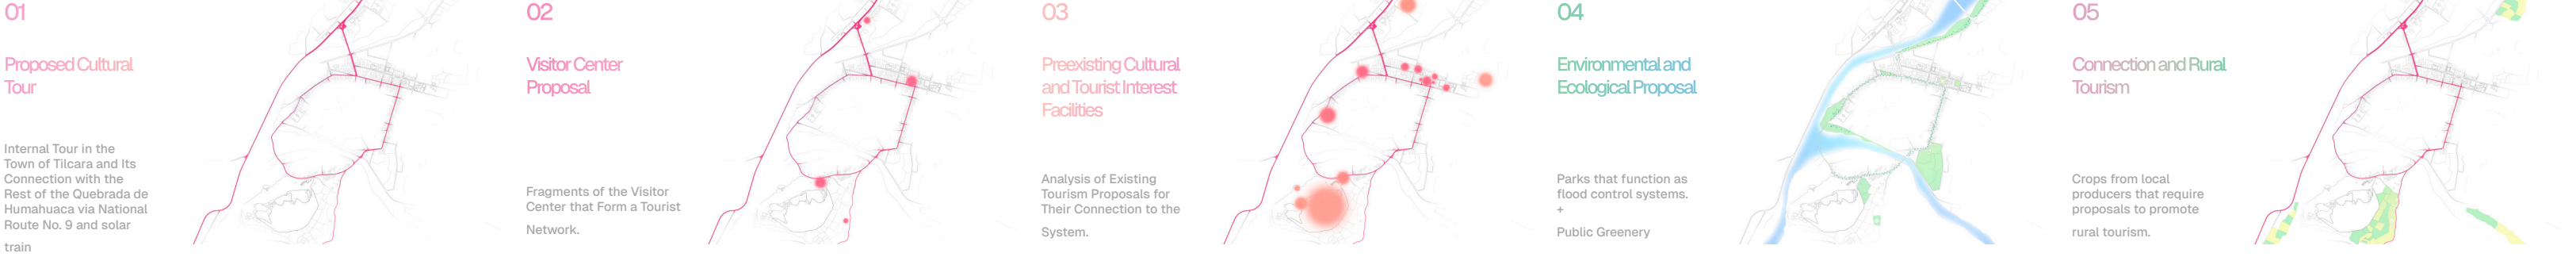 01
Proposed Cultural
Tour
Internal Tour in the
Town of Tilcara and Its
Connection with the
Rest of the Quebrada de
Humahuaca via National
Route No. 9 and solar
train
02
Visitor Center
Proposal
Fragments of the Visitor
Center that Form a Tourist
Network.
03
Preexisting Cultural
and Tourist Interest
Facilities
Analysis of Existing
Tourism Proposals for
Their Connection to the
System.
04
Environmental and
Ecological Proposal
Parks that function as
flood control systems.
+
Public Greenery
05
Connection and Rural
Tourism
Crops from local
producers that require
proposals to promote
rural tourism.